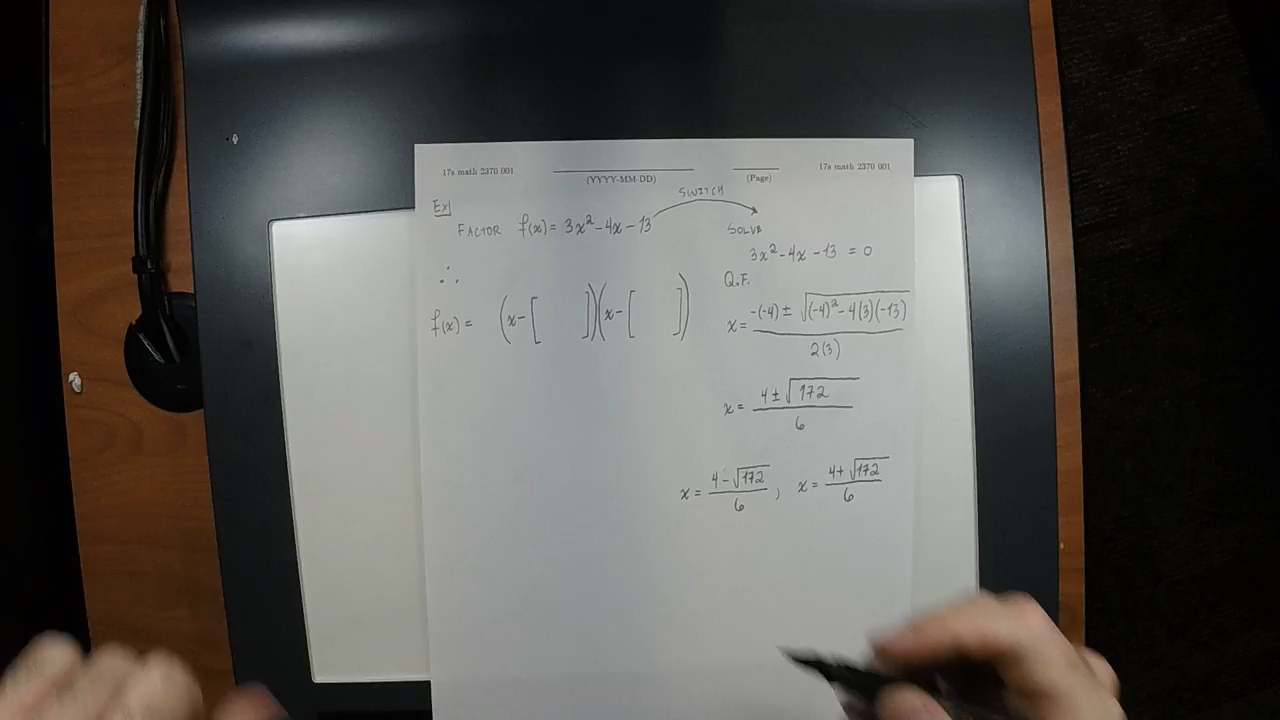 17s math 2370 001 (YYYY-MM-DD) (Page) 17s math 2370 001
SWITCH
Ex|
FACTOR f(x) = 3x² - 4x - 13
SOLVE
3x² - 4x - 13 = 0
Q.F.
x = -(-4) ± √(-4)² - 4(3)(-13) / 2(3)
x = 4 ± √172 / 6
x = 4 - √172 / 6 , x = 4 + √172 / 6
∴
f(x) = (x - [ ])(x - [ ])